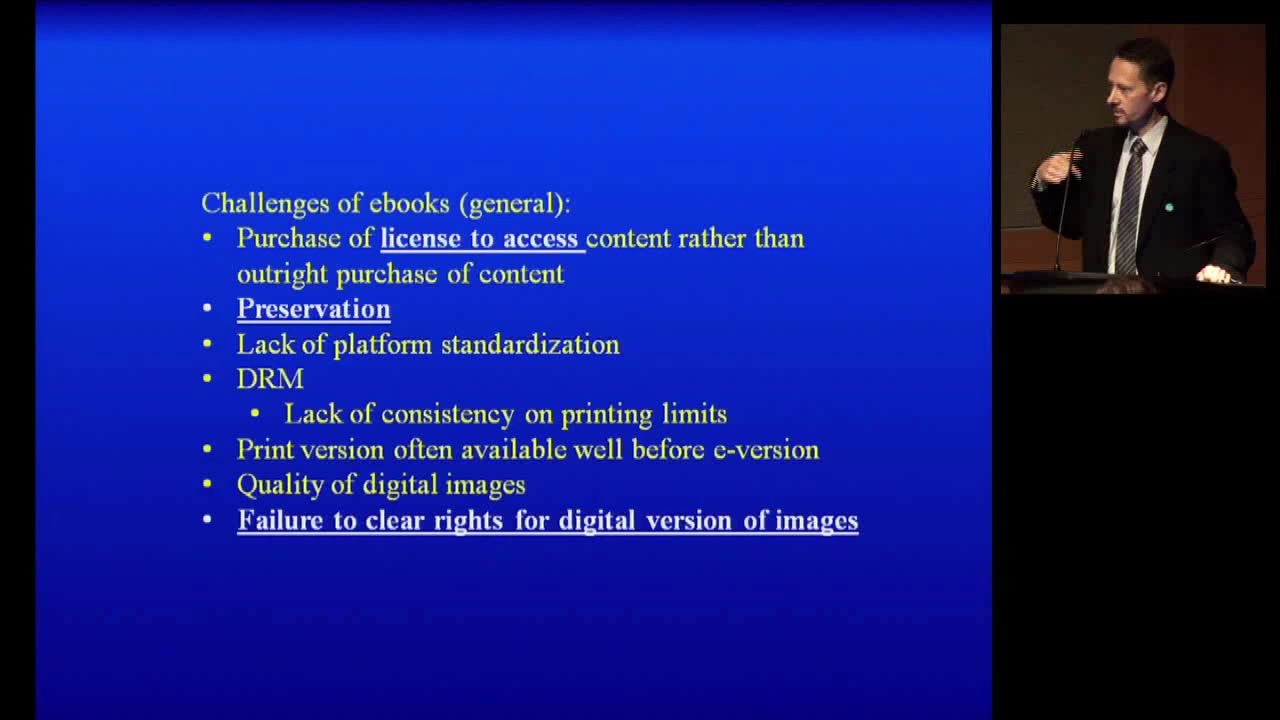 Challenges of ebooks (general):
• Purchase of license to access content rather than
outright purchase of content
• Preservation
• Lack of platform standardization
• DRM
• Lack of consistency on printing limits
• Print version often available well before e-version
• Quality of digital images
• Failure to clear rights for digital version of images